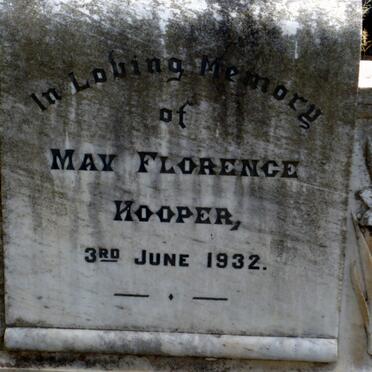 In Loving Memory
of
MAY FLORENCE
HOOPER,
3RD JUNE 1932.